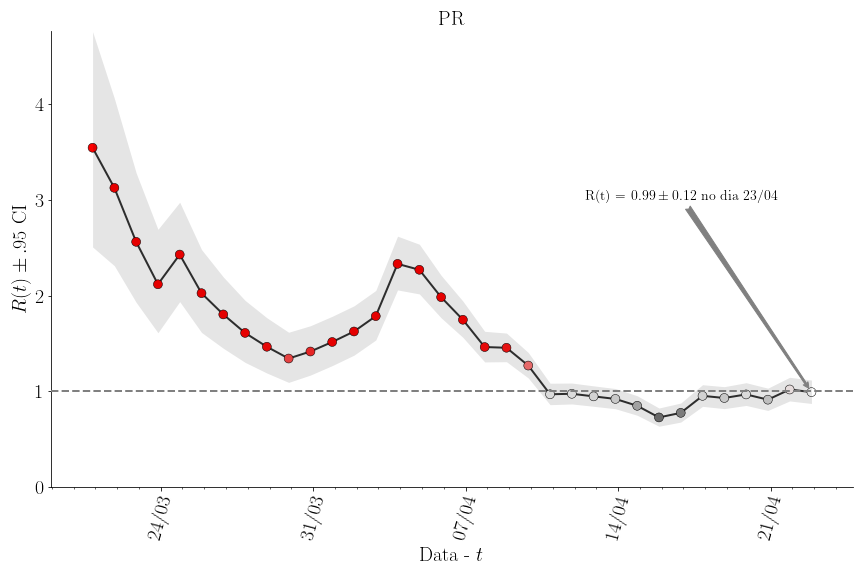 PR
R(t) ± .95 CI
4
3
2
1
0
R(t) = 0.99 ± 0.12 no dia 23/04
24/03
31/03
07/04
14/04
21/04
Data - t